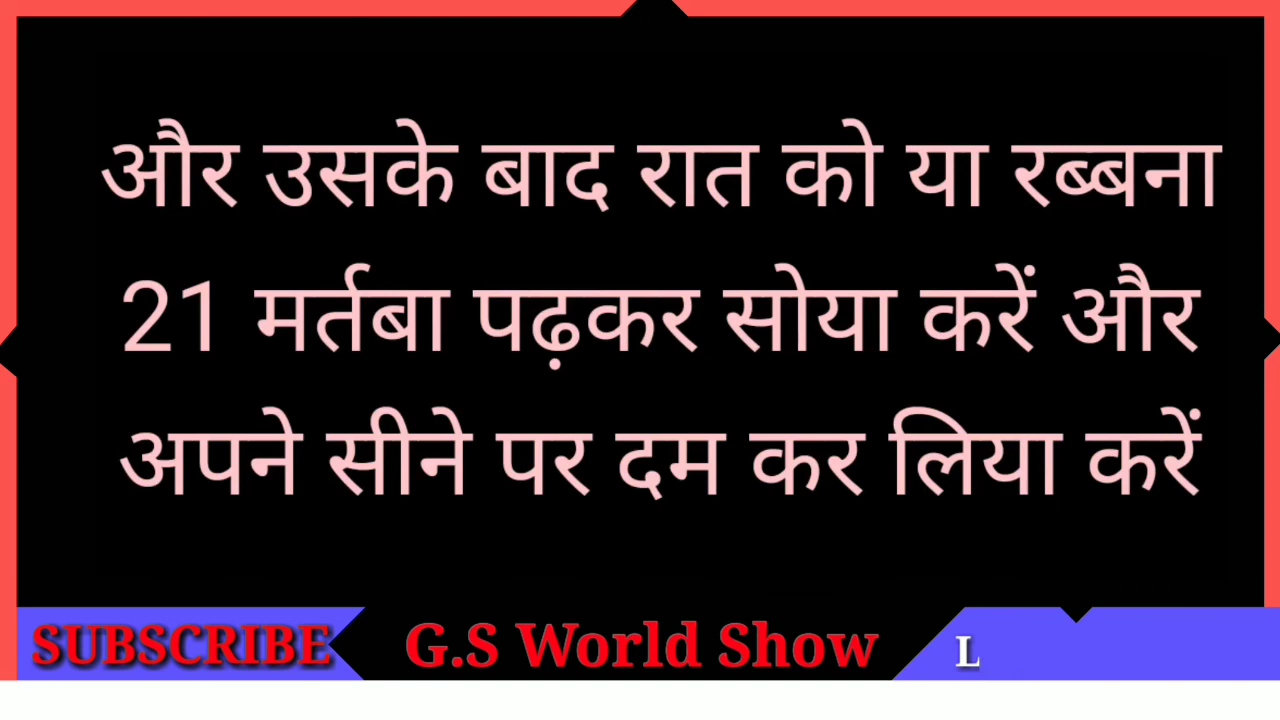 और उसके बाद रात को या रब्बना
21 मर्तबा पढ़कर सोया करें और
अपने सीने पर दम कर लिया करें
SUBSCRIBE G.S World Show L